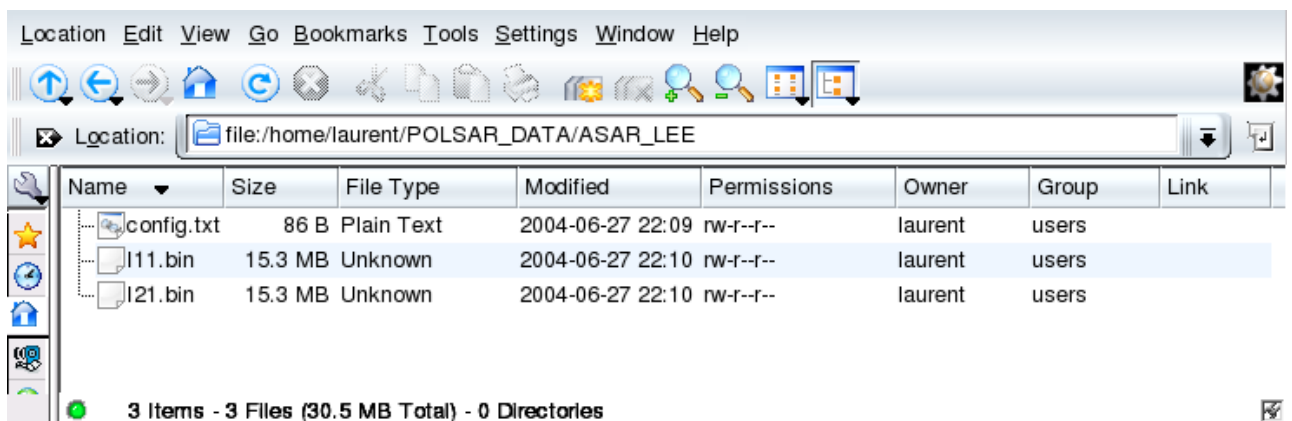 Location Edit View Go Bookmarks Tools Settings Window Help
Location: file:/home/laurent/POLSAR_DATA/ASAR_LEE
Name Size File Type Modified Permissions Owner Group Link
config.txt 86 B Plain Text 2004-06-27 22:09 rw-r--r-- laurent users
I11.bin 15.3 MB Unknown 2004-06-27 22:10 rw-r--r-- laurent users
I21.bin 15.3 MB Unknown 2004-06-27 22:10 rw-r--r-- laurent users
3 Items - 3 Files (30.5 MB Total) - 0 Directories